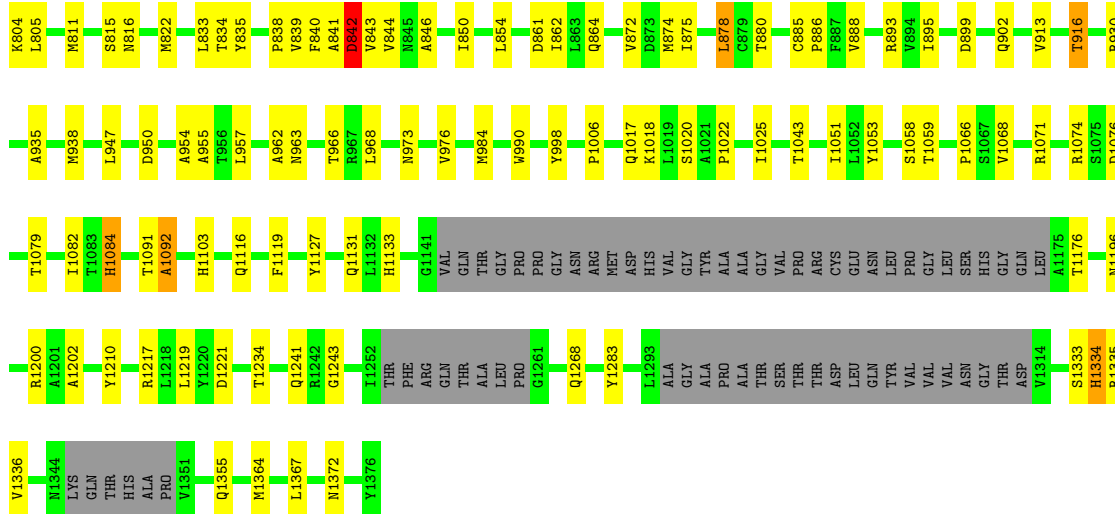 K804 L805 M811 S815 N816 M822 L833 T834 Y835 P838 V839 F840 A841 D842 V843 V844 N845 A846 I850 L854 D861 I862 L863 Q864 V872 D873 M874 I875 L878 C879 T880 C885 P886 F887 V888 R893 V894 I895 D899 Q902 V913 T916
A935 M938 L947 D950 A954 A955 T956 L957 A962 N963 T966 R967 L968 N973 V976 M984 W990 Y998 P1006 Q1017 K1018 L1019 S1020 A1021 P1022 I1025 T1043 I1051 L1052 Y1053 S1058 T1059 P1066 S1067 V1068 R1071 R1074 S1075
T1079 I1082 T1083 H1084 T1091 A1092 H1103 Q1116 F1119 Y1127 Q1131 L1132 H1133 G1141 VAL GLN THR GLY PRO PRO GLY ASN ARG MET ASP HIS VAL GLY TYR ALA ALA GLY VAL PRO ARG CYS GLU ASN LEU PRO GLY LEU SER HIS GLY GLN LEU A1175 T1176 N1196
R1200 A1201 A1202 Y1210 R1217 L1218 L1219 Y1220 D1221 T1234 Q1241 R1242 G1243 I1252 THR PHE ARG GLN THR ALA LEU PRO G1261 Q1268 Y1283 L1293 ALA GLY ALA PRO ALA THR SER THR THR ASP LEU GLN TYR VAL VAL VAL ASN GLY THR ASP V1314 S1333 H1334 R1335
V1336 N1344 LYS GLN THR HIS ALA PRO V1351 Q1355 M1364 L1367 N1372 Y1376